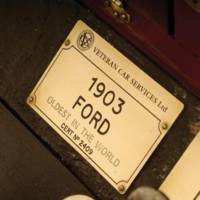 VETERAN CAR SERVICES Ltd
1903
FORD
OLDEST IN THE WORLD
CERT Nº 2409